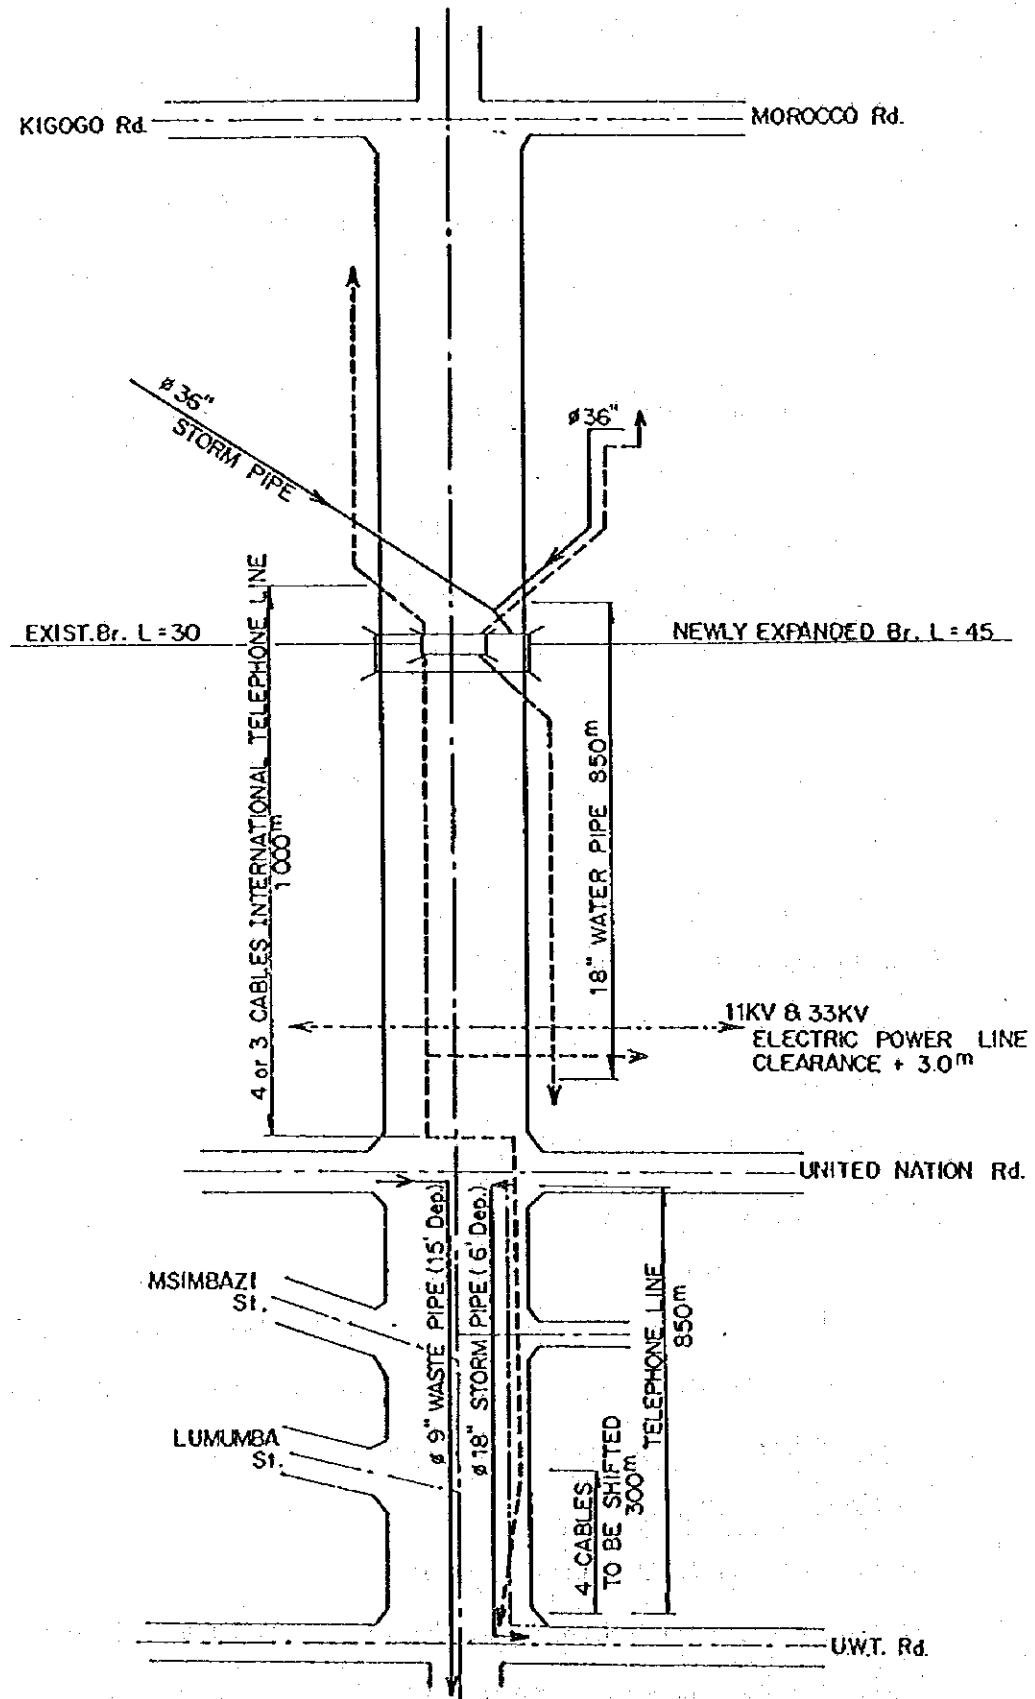 KIGOGO Rd.
MOROCCO Rd.
ø 36"
STORM PIPE
ø 36"
4 or 3 CABLES INTERNATIONAL TELEPHONE LINE
1000m
EXIST.Br. L=30
NEWLY EXPANDED Br. L=45
18" WATER PIPE 850m
11KV & 33KV
ELECTRIC POWER LINE
CLEARANCE + 3.0m
UNITED NATION Rd.
ø 9" WASTE PIPE (15' Dep.)
ø 18" STORM PIPE (6' Dep.)
MSIMBAZI
St.
LUMUMBA
St.
TELEPHONE LINE
850m
4 CABLES
TO BE SHIFTED
300m
U.W.T. Rd.